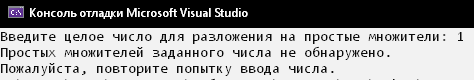 Консоль отладки Microsoft Visual Studio
Введите целое число для разложения на простые множители: 1
Простых множителей заданного числа не обнаружено.
Пожалуйста, повторите попытку ввода числа.